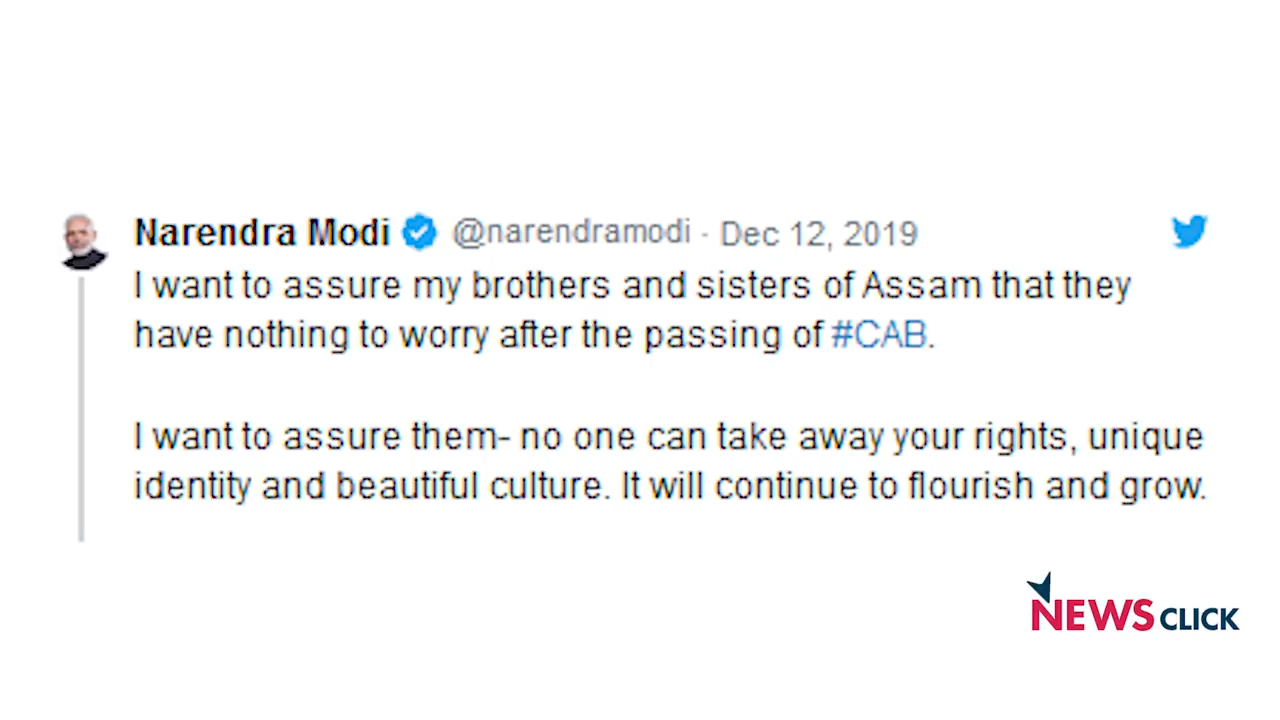 Narendra Modi @narendramodi · Dec 12, 2019
I want to assure my brothers and sisters of Assam that they
have nothing to worry after the passing of #CAB.
I want to assure them- no one can take away your rights, unique
identity and beautiful culture. It will continue to flourish and grow.
NEWSCLICK